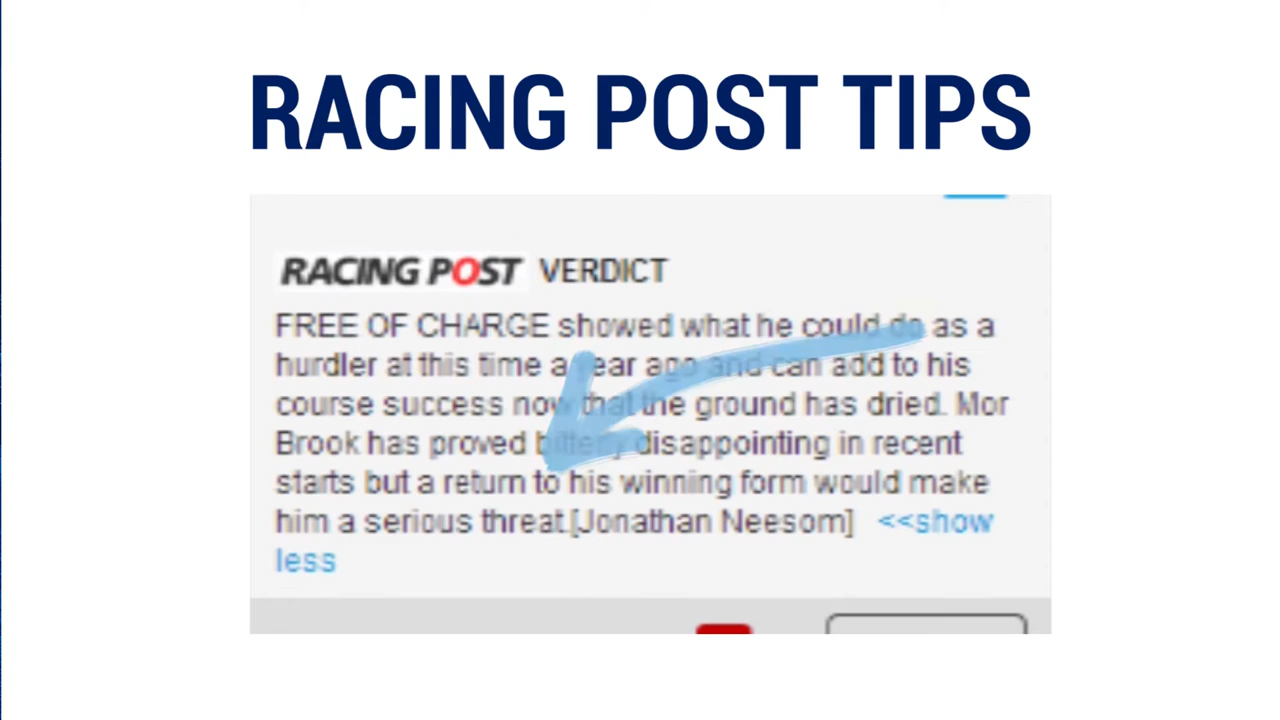 RACING POST TIPS
RACING POST VERDICT
FREE OF CHARGE showed what he could do as a
hurdler at this time a year ago and can add to his
course success now that the ground has dried. Mor
Brook has proved bitterly disappointing in recent
starts but a return to his winning form would make
him a serious threat.[Jonathan Neesom] <<show
less